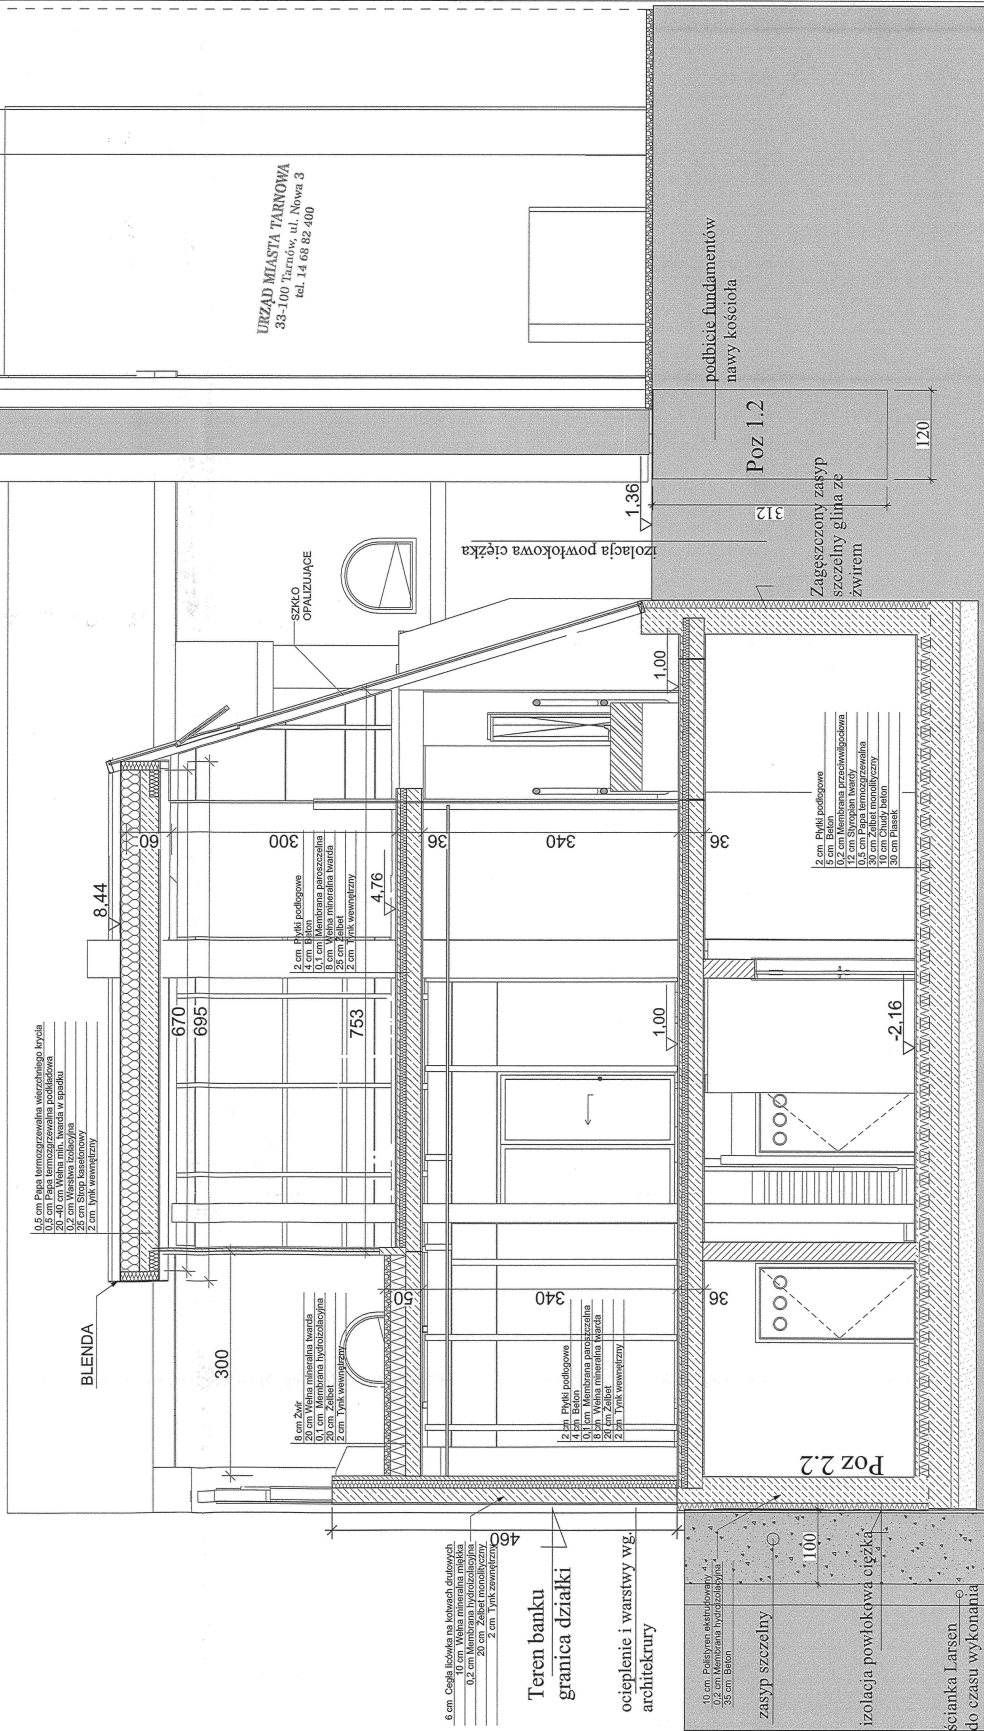 URZĄD MIASTA TARNOWA
33-100 Tarnów, ul. Nowa 3
tel. 14 68 82 400
podbicie fundamentów
nawy kościoła
Poz 1.2
120
312
1,36
izolacja powłokowa ciężka
Zagęszczony zasyp
szczelny glina ze
żwirem
SZKŁO
OPALIZUJĄCE
8,44
60
300
36
340
36
1,00
4,76
2 cm Płytki podłogowe
4 cm Beton
0,1 cm Membrana paroszczelna
8 cm Wełna mineralna twarda
25 cm Żelbet
2 cm Tynk wewnętrzny
2 cm Płytki podłogowe
5 cm Beton
0,2 cm Membrana przeciwwilgociowa
12 cm Styropian twardy
0,5 cm Papa termozgrzewalna
30 cm Żelbet monolityczny
10 cm Chudy beton
30 cm Piasek
0,5 cm Papa termozgrzewalna wierzchniego krycia
0,5 cm Papa termozgrzewalna podkładowa
20-40 cm Wełna min. twarda w spadku
0,2 cm Warstwa izolacyjna
25 cm Strop kasetonowy
2 cm tynk wewnętrzny
670
695
753
1,00
-2,16
BLENDA
300
50
340
36
8 cm Żwir
20 cm Wełna mineralna twarda
0,1 cm Membrana hydroizolacyjna
20 cm Żelbet
2 cm Tynk wewnętrzny
2 cm Płytki podłogowe
4 cm Beton
0,1 cm Membrana paroszczelna
8 cm Wełna mineralna twarda
20 cm Żelbet
2 cm Tynk wewnętrzny
Poz 2.2
460
6 cm Cegła licówka na kotwach drutowych
10 cm Wełna mineralna miękka
0,2 cm Membrana hydroizolacyjna
20 cm Żelbet monolityczny
2 cm Tynk zewnętrzny
Teren banku
granica działki
ocieplenie i warstwy wg.
architekrury
10 cm Polistyren ekstrudowany
0,2 cm Membrana hydroizolacyjna
35 cm Beton
zasyp szczelny
100
izolacja powłokowa ciężka
ścianka Larsen
do czasu wykonania